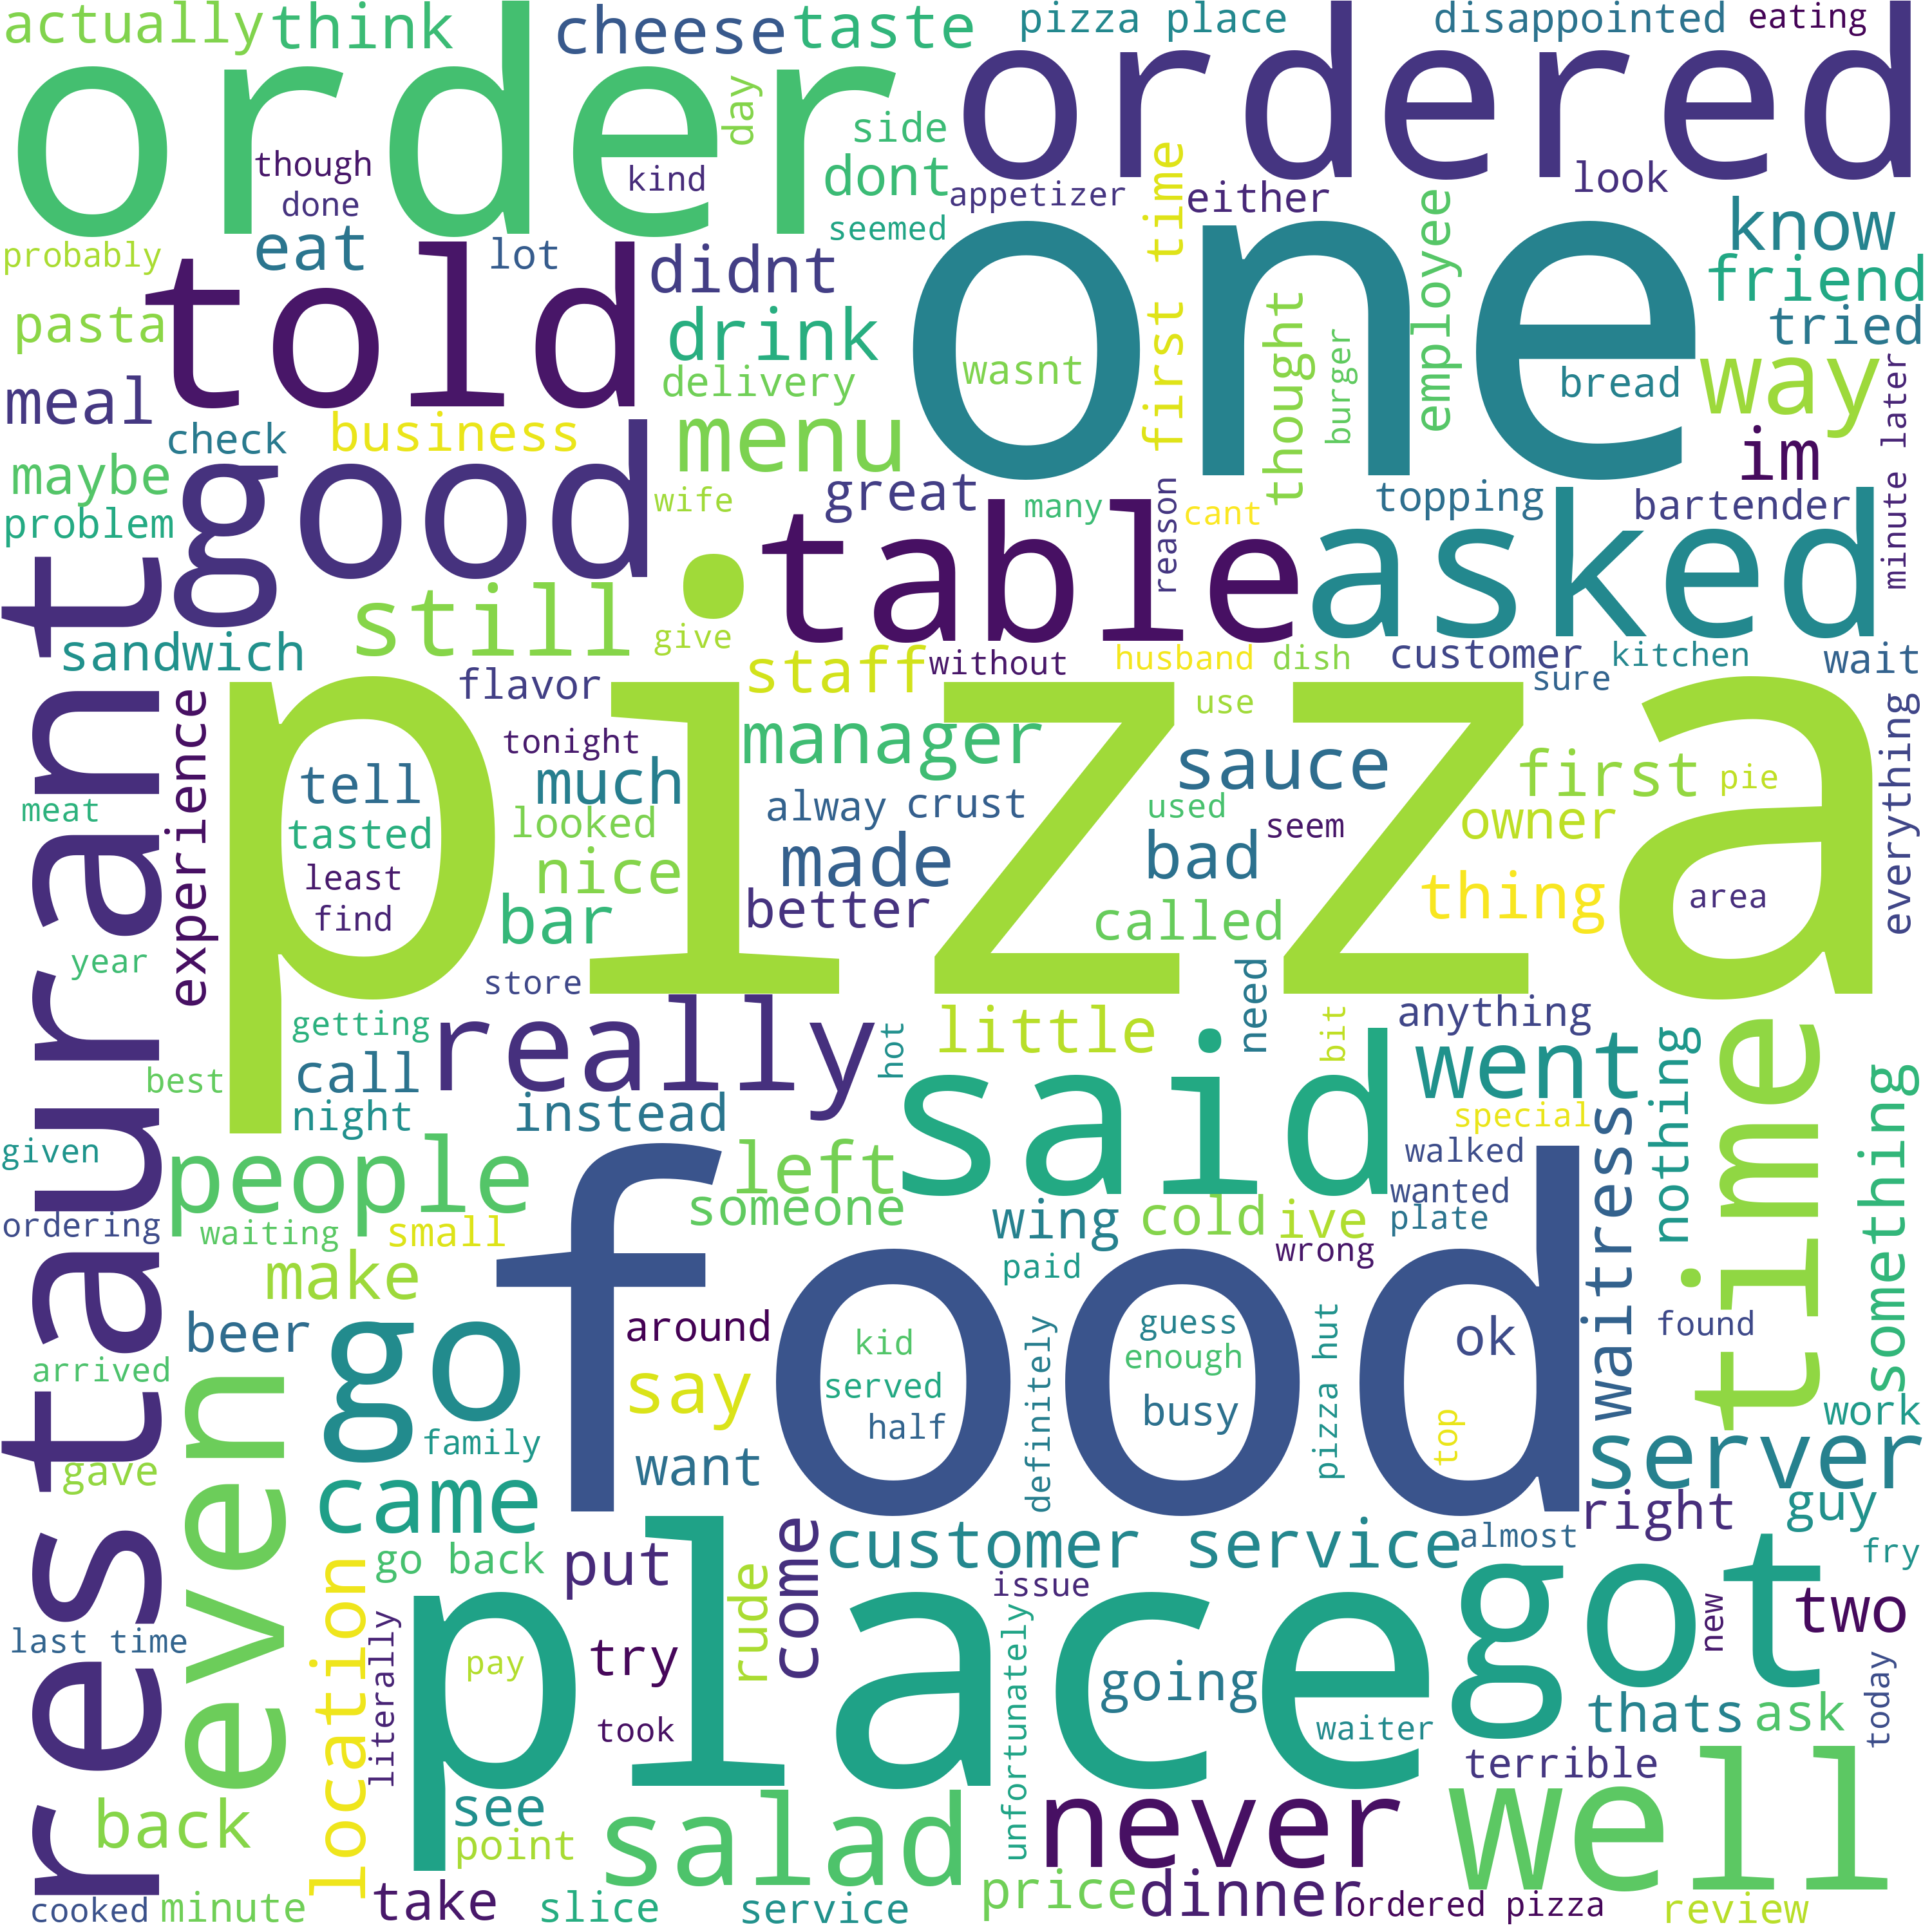 actually
think
cheese
taste
pizza place
disappointed
eating
order
ordered
day
side
though
kind
dont
appetizer
first time
either
look
done
seemed
employee
know
probably
eat
lot
told
didnt
one
friend
pasta
drink
thought
tried
wasnt
burger
bread
way
meal
delivery
minute later
check
business
menu
im
maybe
good
wife
great
many
reason
cant
topping
bartender
problem
table
asked
restaurant
still
give
sandwich
staff
without
husband
dish
customer
kitchen
wait
sure
experience
flavor
pizza
use
everything
tonight
manager
tell
much
sauce
first
pie
meat
looked
alway
crust
used
seem
owner
tasted
made
bad
least
nice
thing
find
bar
better
called
area
year
store
really
need
getting
hot
little
bit
anything
call
said
went
time
best
night
instead
special
nothing
something
given
people
left
walked
waitress
ordering
waiting
small
someone
wing
cold
ive
wanted
plate
food
make
paid
wrong
beer
go
around
kid
guess
ok
found
arrived
even
say
served
enough
definitely
pizza hut
half
busy
top
work
gave
family
want
server
came
right
guy
go back
put
come
customer service
almost
fry
location
place
rude
issue
got
new
two
last time
literally
pay
try
unfortunately
going
today
took
waiter
thats
ask
terrible
back
see
salad
never
well
point
cooked
minute
take
slice
service
price
dinner
ordered pizza
review